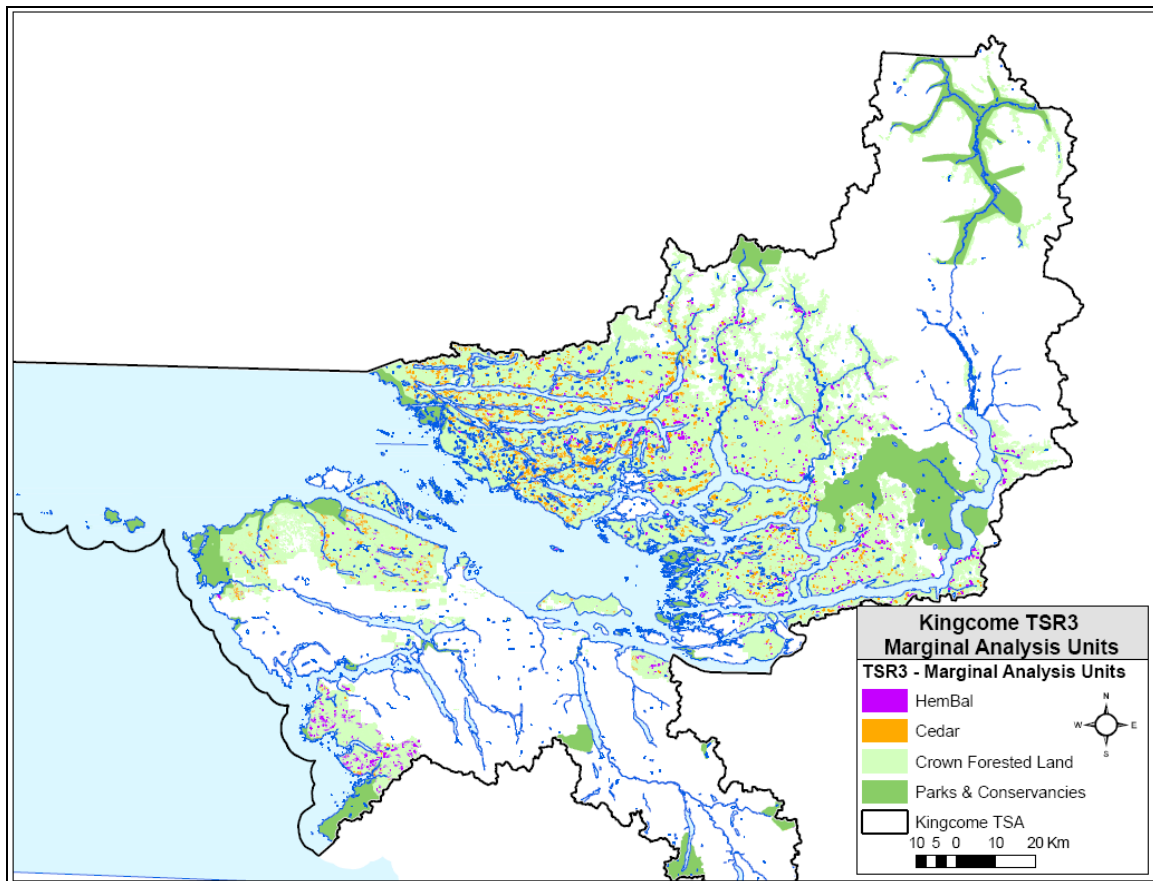 Kingcome TSR3
Marginal Analysis Units
TSR3 - Marginal Analysis Units
HemBal
Cedar
Crown Forested Land
Parks & Conservancies
Kingcome TSA
N
W E
S
10 5 0 10 20 Km